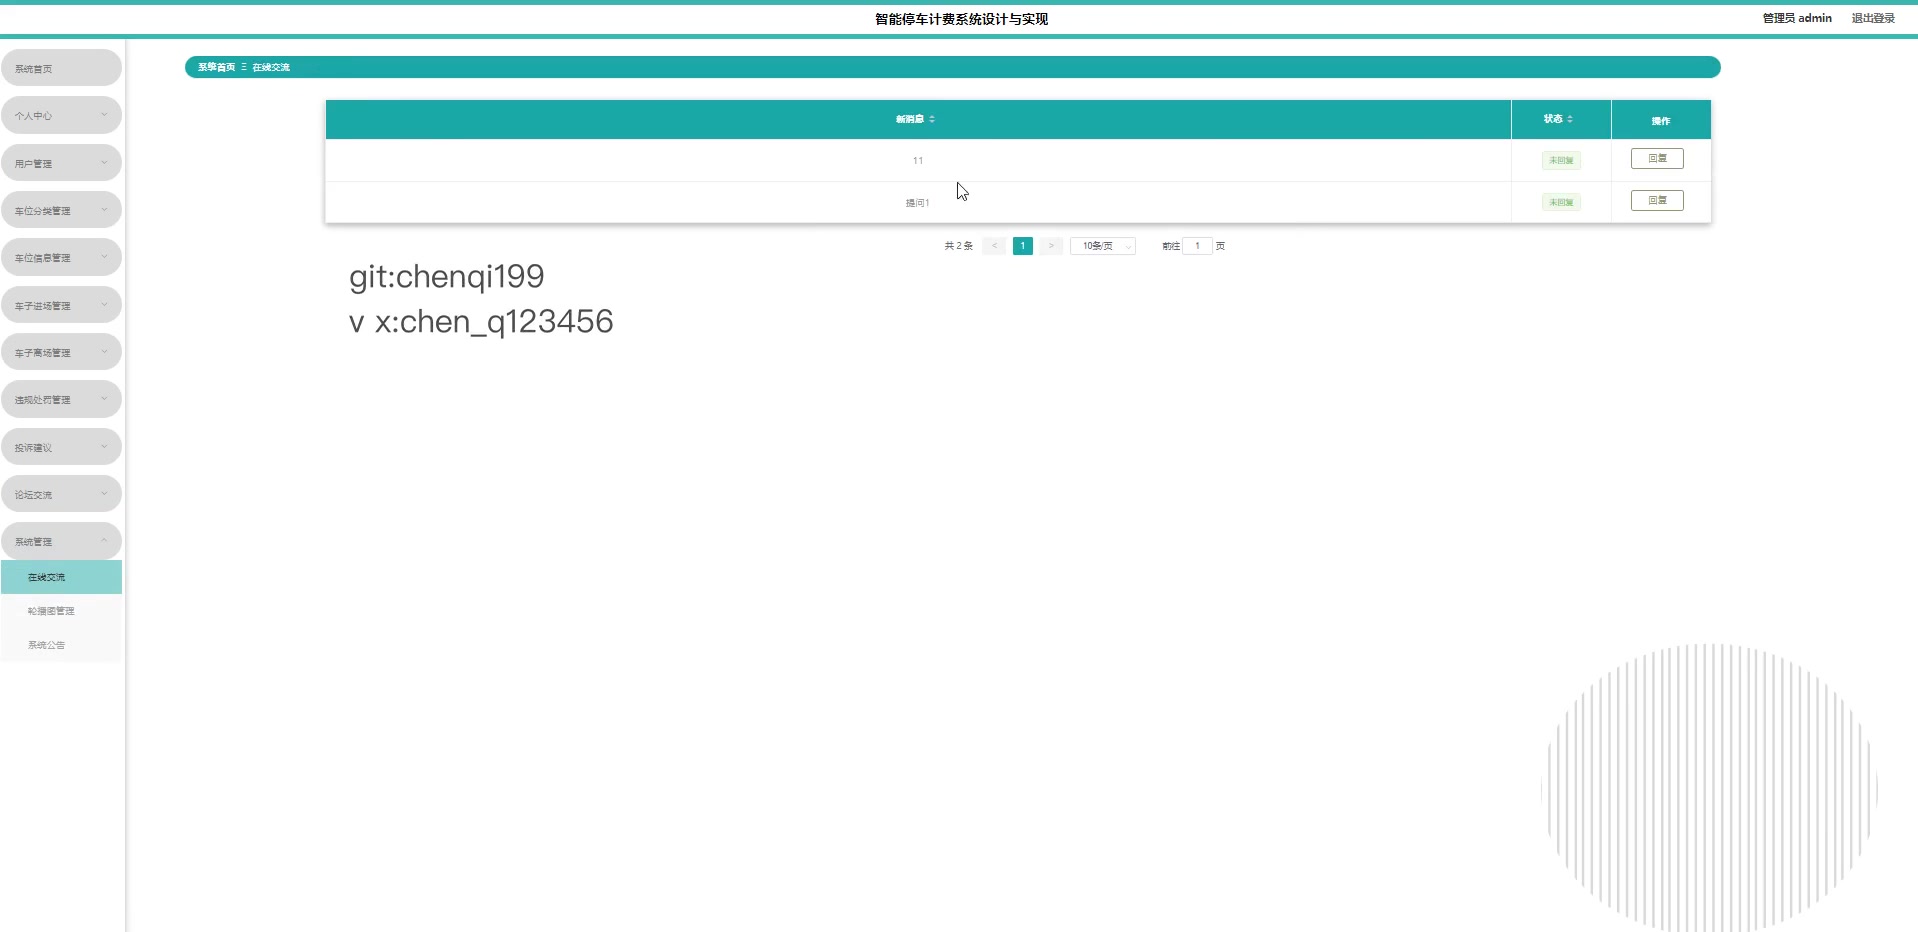 智能停车计费系统设计与实现
管理员 admin
退出登录
系统首页
个人中心
用户管理
车位分类管理
车位信息管理
车子进场管理
车子离场管理
违规处罚管理
投诉建议
论坛交流
系统管理
在线交流
轮播图管理
系统公告
系统首页 Ξ 在线交流
新消息 状态 操作
11 未回复 回复
提问1 未回复 回复
共 2 条 < 1 > 10条/页 前往 1 页
git:chenqi199
v x:chen_q123456